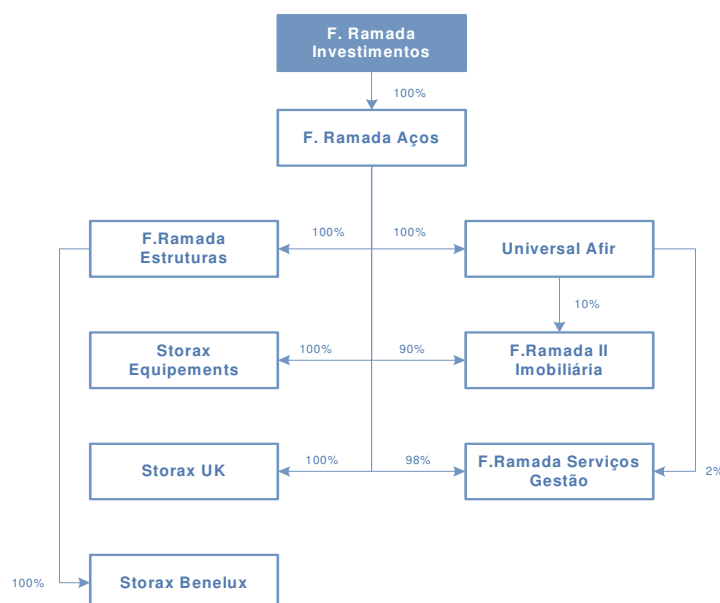 F. Ramada
Investimentos
100%
F. Ramada Aços
F.Ramada
Estruturas
100%
100%
Universal Afir
10%
Storax
Equipements
100%
90%
F.Ramada II
Imobiliária
Storax UK
100%
98%
F.Ramada Serviços
Gestão
2%
100%
Storax Benelux